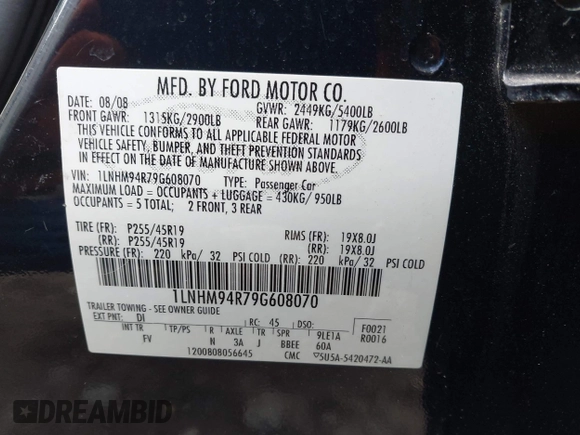 MFD. BY FORD MOTOR CO.
DATE: 08/08 GVWR: 2449KG/5400LB
FRONT GAWR: 1315KG/2900LB REAR GAWR: 1179KG/2600LB
THIS VEHICLE CONFORMS TO ALL APPLICABLE FEDERAL MOTOR
VEHICLE SAFETY, BUMPER, AND THEFT PREVENTION STANDARDS
IN EFFECT ON THE DATE OF MANUFACTURE SHOWN ABOVE.
VIN: 1LNHM94R79G608070 TYPE: Passenger Car
MAXIMUM LOAD = OCCUPANTS + LUGGAGE = 430KG/ 950LB
OCCUPANTS = 5 TOTAL; 2 FRONT, 3 REAR
TIRE (FR): P255/45R19 RIMS (FR): 19X8.0J
(RR): P255/45R19 (RR): 19X8.0J
PRESSURE (FR): 220 kPa/ 32 PSI COLD (RR): 220 kPa/ 32 PSI COLD
1LNHM94R79G608070
TRAILER TOWING - SEE OWNER GUIDE
EXT PNT: DI RC: 45 DSO: F0021
INT TR TP/PS R AXLE TR SPR 9LE1A R0016
FV N 3A J BBEE 60A
1200808056645 CMC ▽5U5A-5420472-AA
DREAMBID